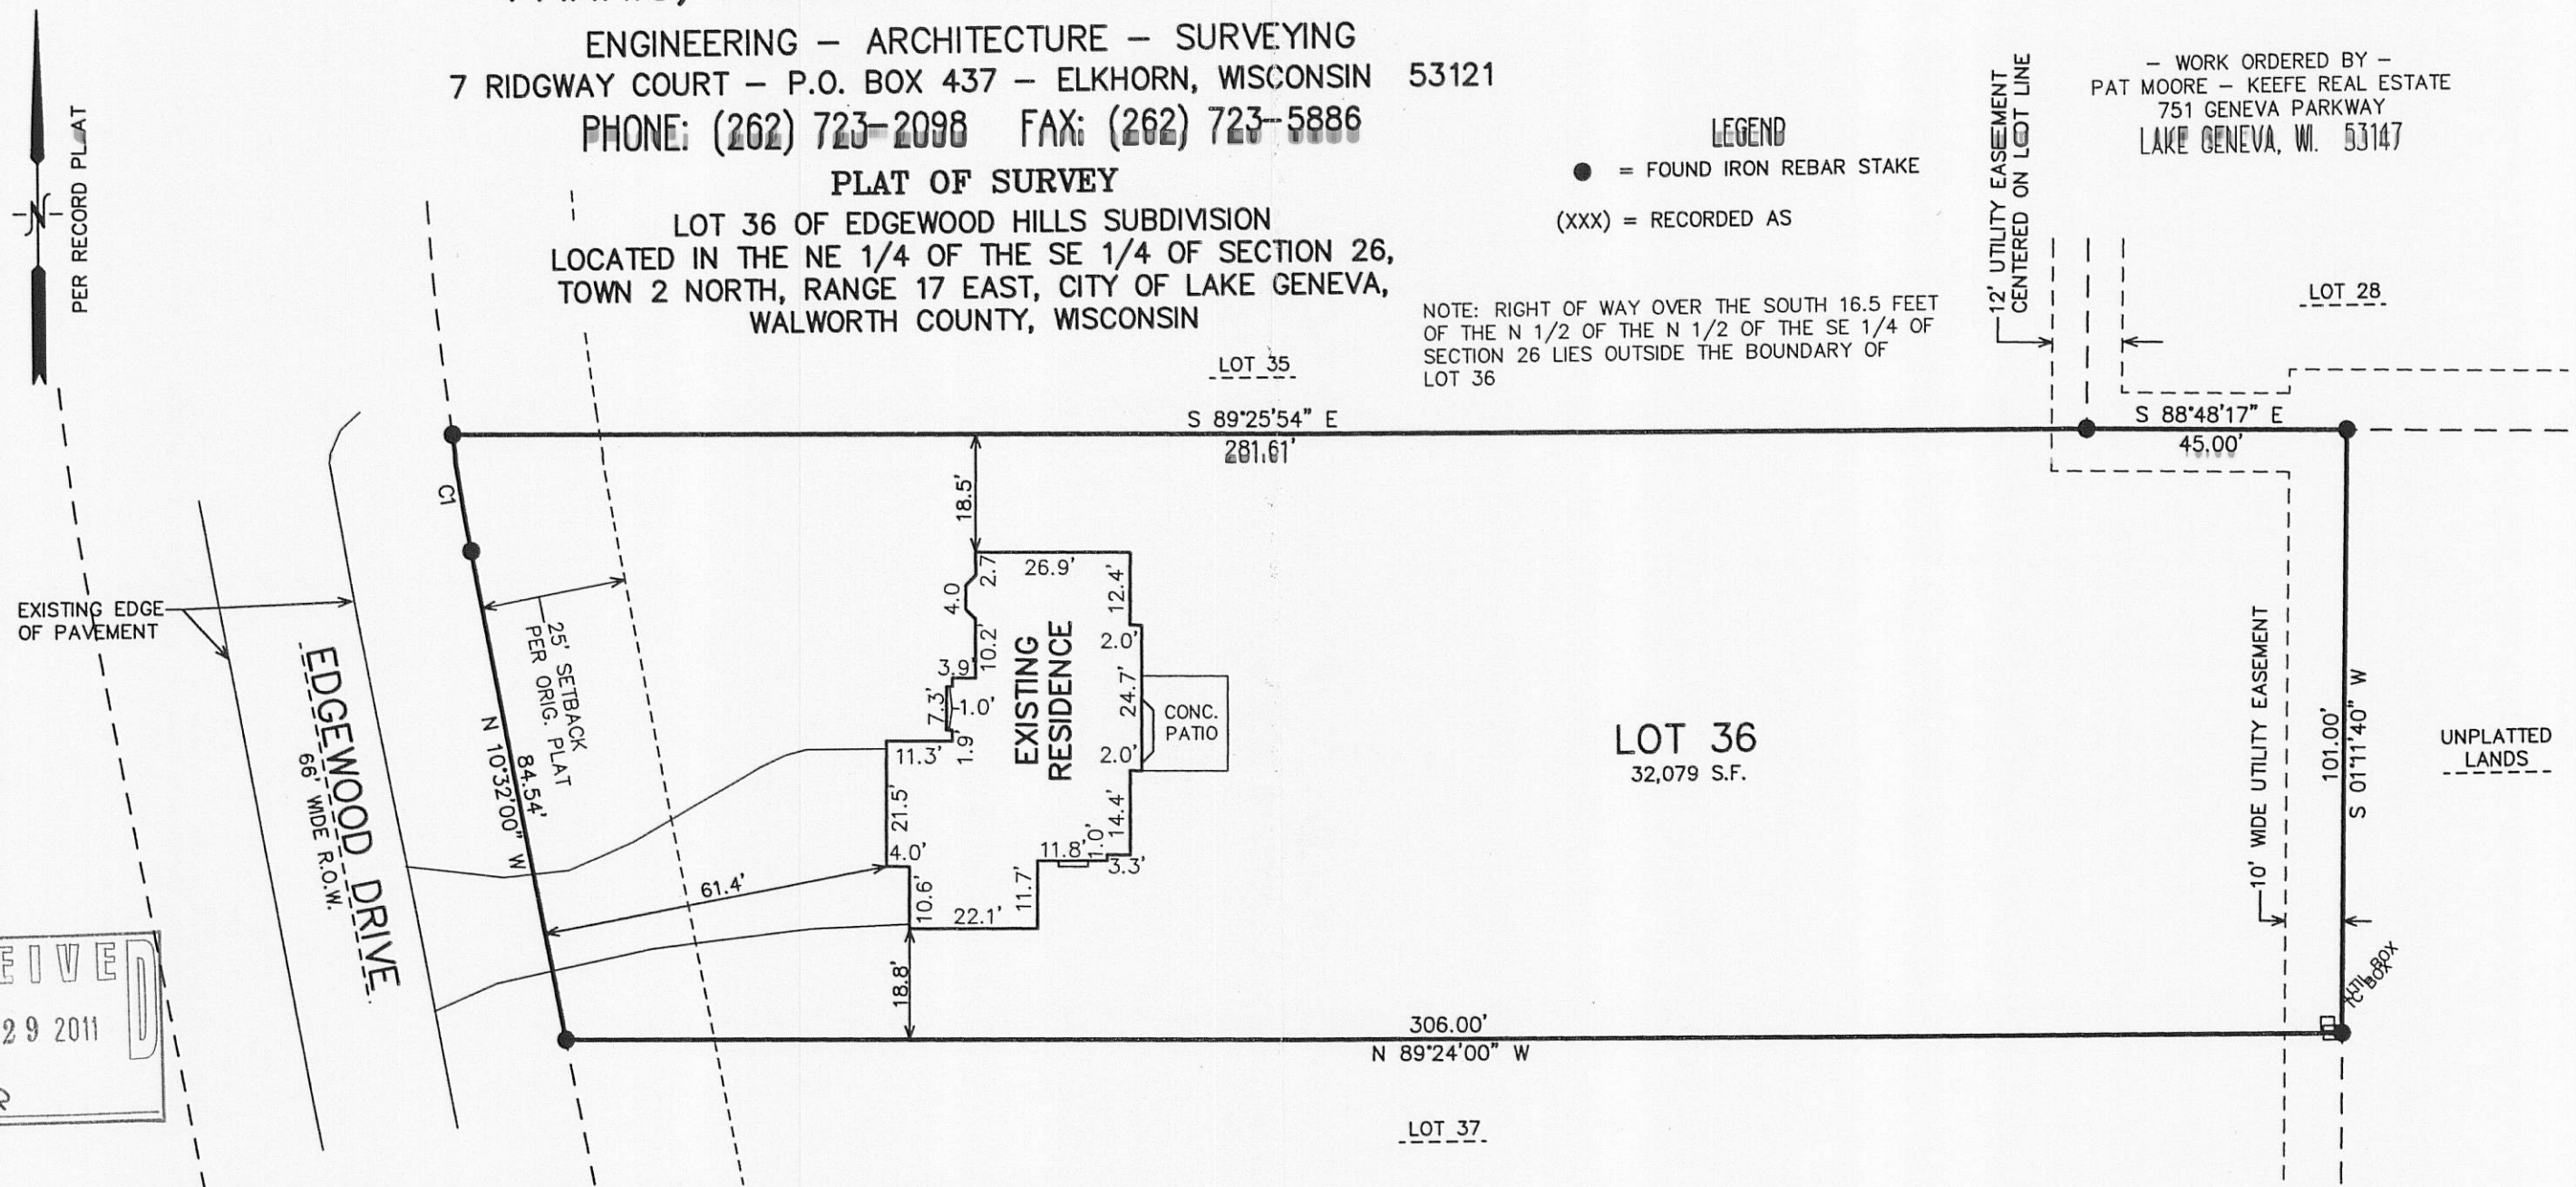 ENGINEERING – ARCHITECTURE – SURVEYING
7 RIDGWAY COURT – P.O. BOX 437 – ELKHORN, WISCONSIN 53121
PHONE: (262) 723–2098 FAX: (262) 723–5886
PLAT OF SURVEY
LOT 36 OF EDGEWOOD HILLS SUBDIVISION
LOCATED IN THE NE 1/4 OF THE SE 1/4 OF SECTION 26,
TOWN 2 NORTH, RANGE 17 EAST, CITY OF LAKE GENEVA,
WALWORTH COUNTY, WISCONSIN
N
PER RECORD PLAT
LEGEND
= FOUND IRON REBAR STAKE
(XXX) = RECORDED AS
12' UTILITY EASEMENT
CENTERED ON LOT LINE
– WORK ORDERED BY –
PAT MOORE – KEEFE REAL ESTATE
751 GENEVA PARKWAY
LAKE GENEVA, WI. 53147
NOTE: RIGHT OF WAY OVER THE SOUTH 16.5 FEET
OF THE N 1/2 OF THE N 1/2 OF THE SE 1/4 OF
SECTION 26 LIES OUTSIDE THE BOUNDARY OF
LOT 36
LOT 28
LOT 35
S 89°25'54" E
281.61'
S 88°48'17" E
45.00'
C1
18.5'
2.7
26.9'
12.4'
4.0
10.2'
2.0'
3.9'
7.3'
1.0'
24.7'
EXISTING
RESIDENCE
CONC.
PATIO
11.3'
1.9'
2.0'
21.5'
14.4'
4.0'
11.8'
1.0'
3.3'
61.4'
10.6'
22.1'
11.7'
18.8'
EXISTING EDGE
OF PAVEMENT
25' SETBACK
PER ORIG. PLAT
84.54'
N 10°32'00" W
EDGEWOOD DRIVE
66' WIDE R.O.W.
LOT 36
32,079 S.F.
10' WIDE UTILITY EASEMENT
101.00'
S 01°11'40" W
UNPLATTED
LANDS
UTIL. BOX
306.00'
N 89°24'00" W
LOT 37
EIVED
29 2011